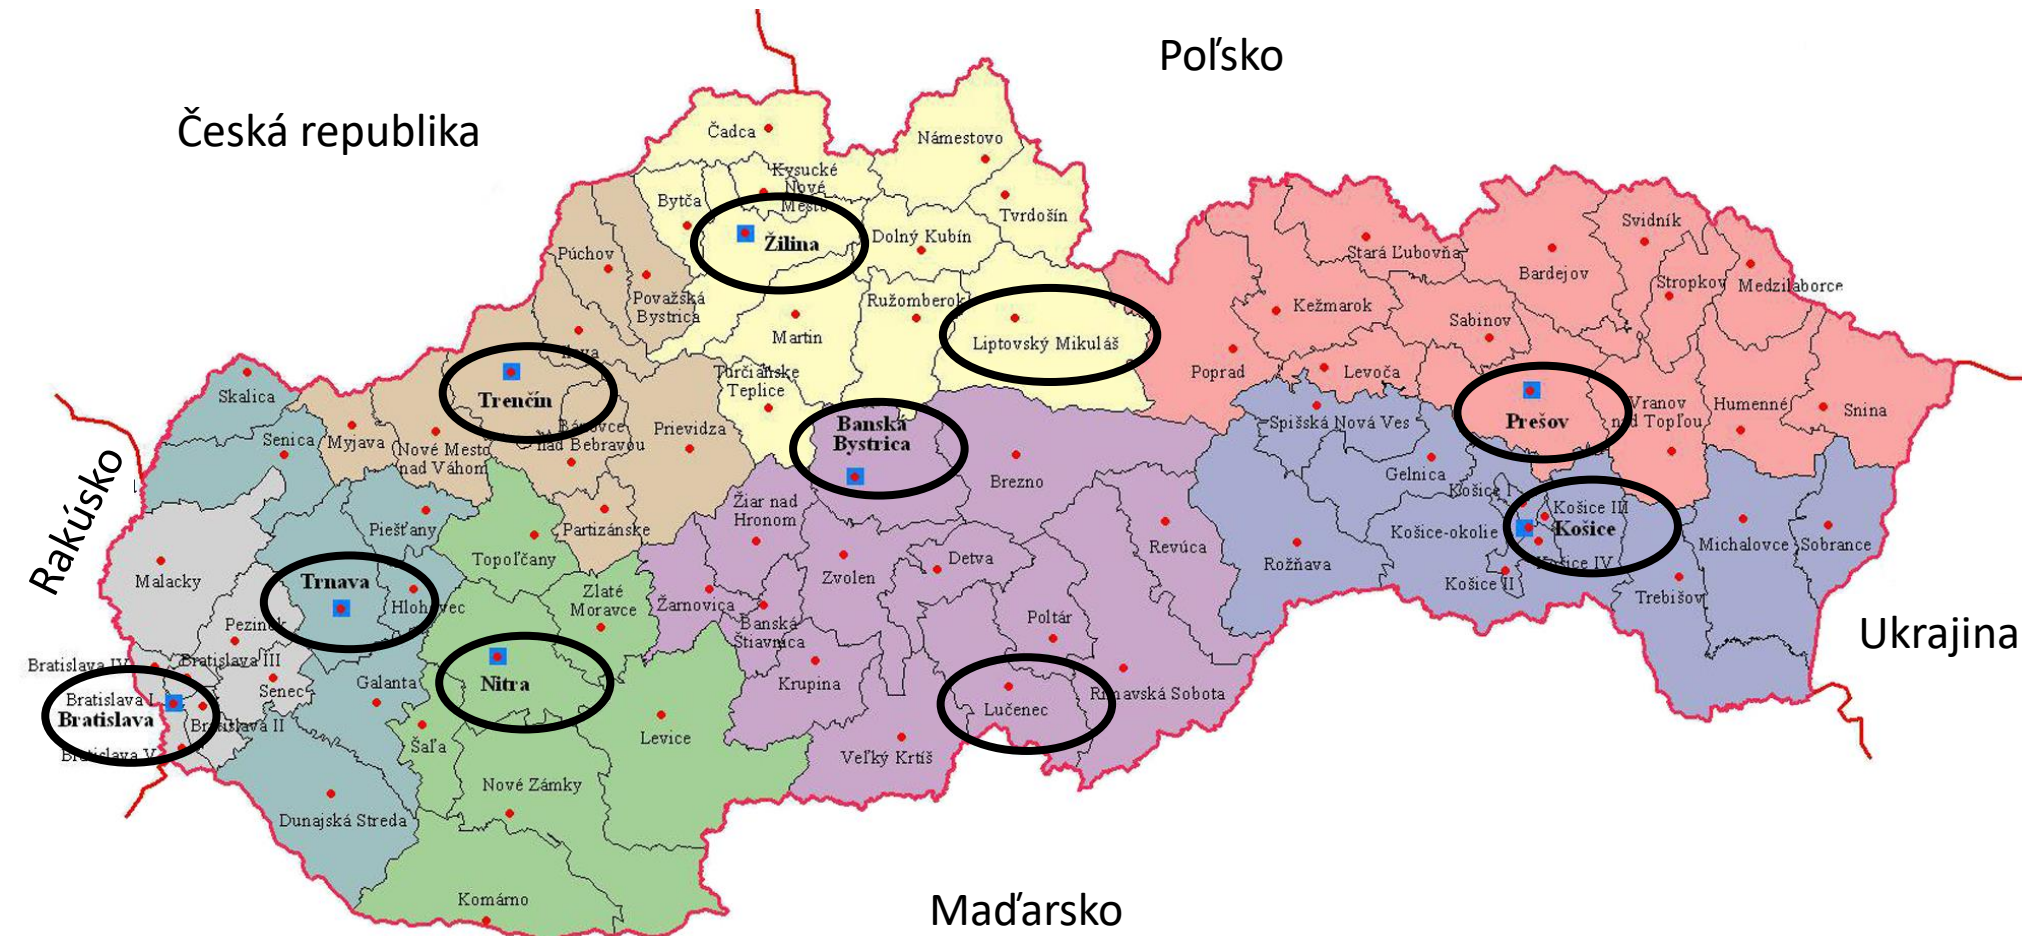 Poľsko
Česká republika
Rakúsko
Ukrajina
Maďarsko
Čadca
Námestovo
Kysucké
Nové
Mesto
Bytča
Tvrdošín
Žilina
Dolný Kubín
Púchov
Považská
Bystrica
Ružomberok
Martin
Liptovský Mikuláš
Turčianske
Teplice
Svidník
Stará Ľubovňa
Bardejov
Stropkov
Medzilaborce
Kežmarok
Sabinov
Poprad
Levoča
Prešov
Vranov
nad Topľou
Humenné
Snina
Skalica
Senica
Myjava
Nové Mesto
nad Váhom
Trenčín
nad Bebravou
Prievidza
Partizánske
Banská
Bystrica
Brezno
Žiar nad
Hronom
Spišská Nová Ves
Gelnica
Košice I
Košice III
Košice-okolie
Košice
Košice IV
Košice II
Rožňava
Michalovce
Sobrance
Trebišov
Piešťany
Topoľčany
Malacky
Trnava
Hlohovec
Zlaté
Moravce
Žarnovica
Banská
Štiavnica
Zvolen
Detva
Revúca
Poltár
Pezinok
Bratislava IV
Bratislava III
Senec
Galanta
Nitra
Krupina
Lučenec
Rimavská Sobota
Bratislava I
Bratislava
Bratislava II
Bratislava V
Šaľa
Levice
Veľký Krtíš
Nové Zámky
Dunajská Streda
Komárno